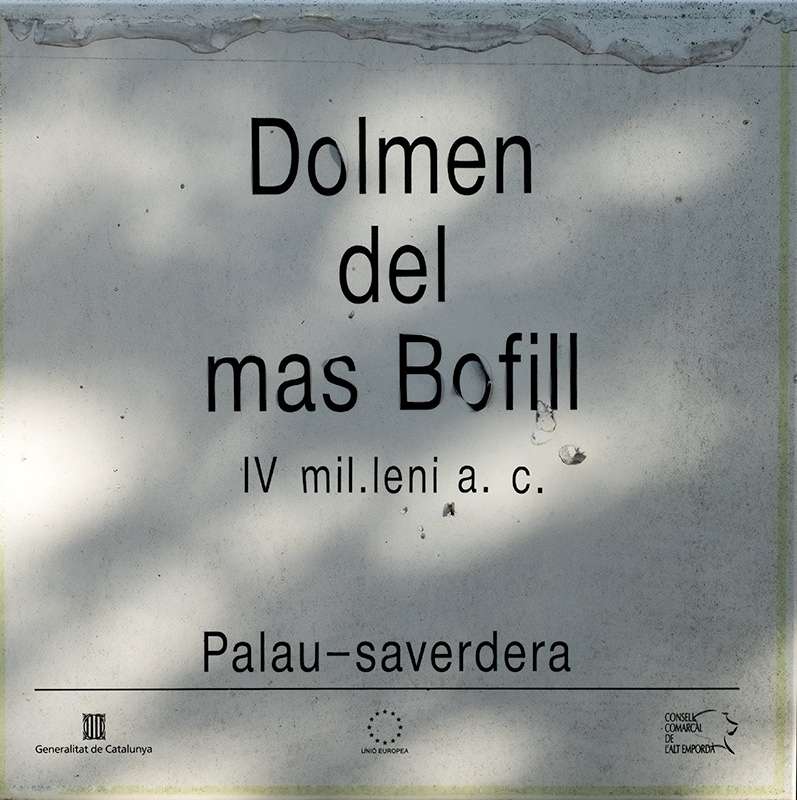 Dolmen
del
mas Bofill
IV mil.leni a. c.
Palau-saverdera
Generalitat de Catalunya
UNIÓ EUROPEA
CONSELL
COMARCAL
DE
L'ALT EMPORDÀ